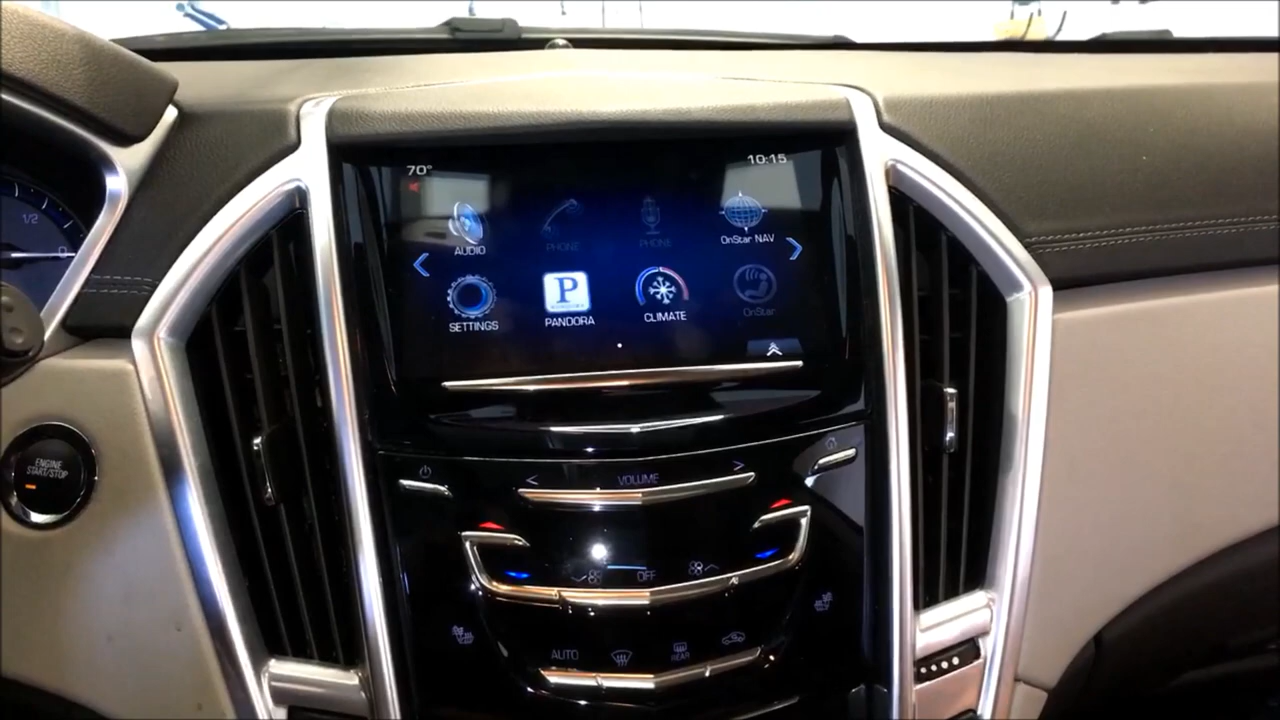 70°
10:15
AUDIO
PHONE
PHONE
OnStar NAV
SETTINGS
P
PANDORA
CLIMATE
OnStar
1/2
0
ENGINE
START/STOP
< VOLUME >
OFF
AUTO
REAR